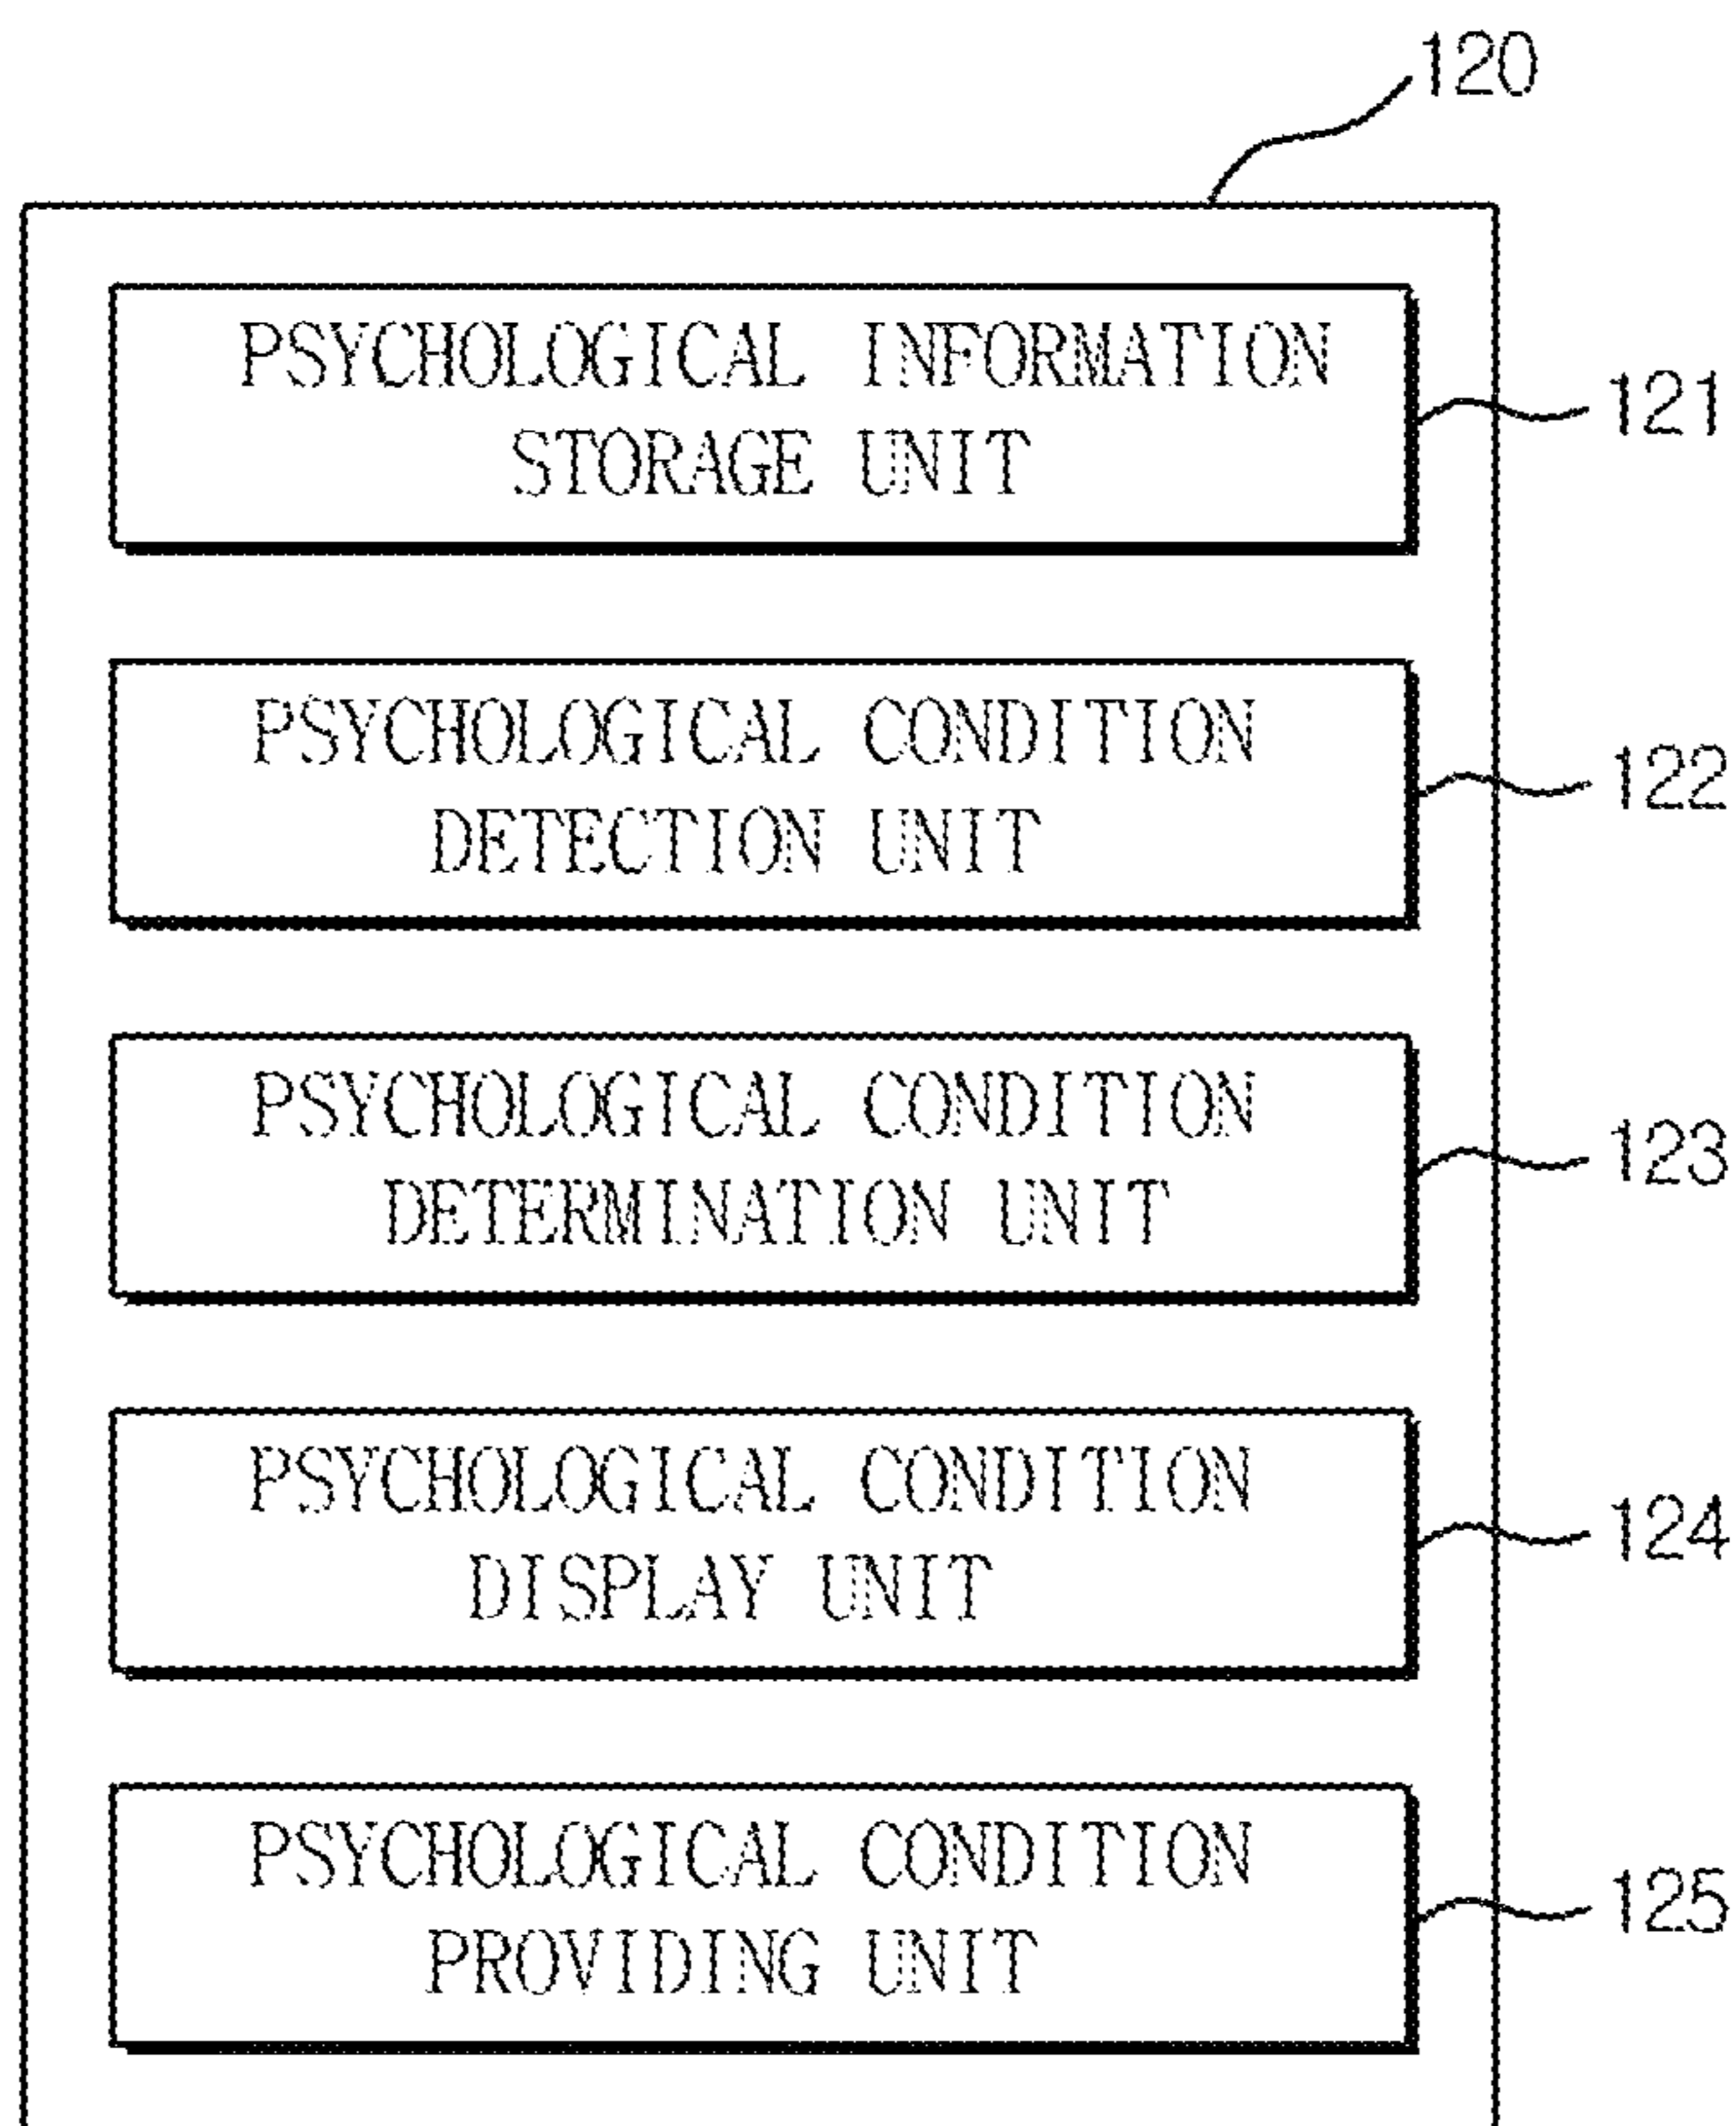 120
PSYCHOLOGICAL INFORMATION
STORAGE UNIT
121
PSYCHOLOGICAL CONDITION
DETECTION UNIT
122
PSYCHOLOGICAL CONDITION
DETERMINATION UNIT
123
PSYCHOLOGICAL CONDITION
DISPLAY UNIT
124
PSYCHOLOGICAL CONDITION
PROVIDING UNIT
125